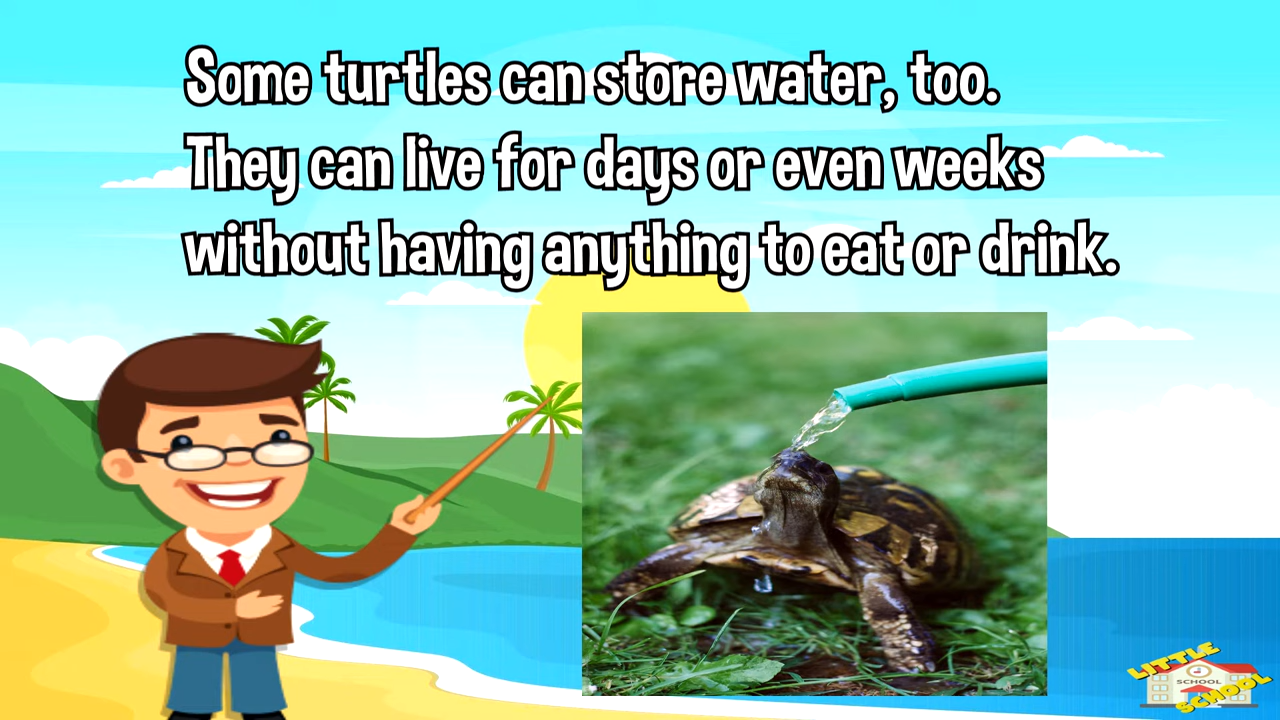 Some turtles can store water, too.
They can live for days or even weeks
without having anything to eat or drink.
LITTLE
SCHOOL
SCHOOL